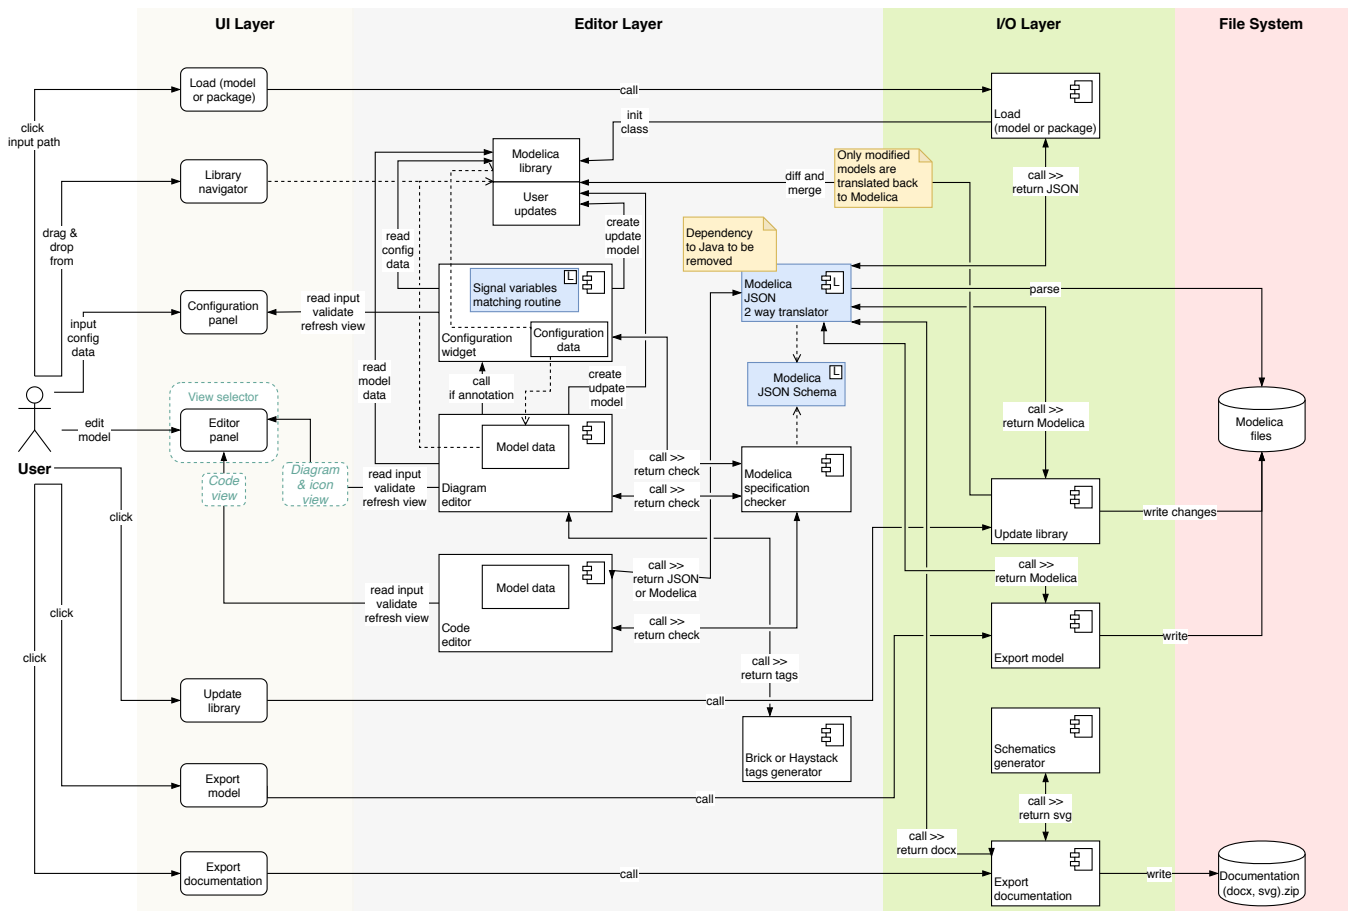 UI Layer
Editor Layer
I/O Layer
File System
Load (model
or package)
call
Load
(model or package)
click
input path
init
class
Modelica
library
User
updates
Only modified
models are
translated back
to Modelica
diff and
merge
call >>
return JSON
Library
navigator
drag &
drop
from
read
config
data
create
update
model
Dependency
to Java to be
removed
Signal variables
matching routine
L
Modelica
JSON
2 way translator
L
parse
Configuration
panel
read input
validate
refresh view
input
config
data
Configuration
widget
Configuration
data
read
model
data
call
if annotation
create
udpate
model
Modelica
JSON Schema
L
View selector
Editor
panel
edit
model
User
Code
view
Diagram
& icon
view
read input
validate
refresh view
Model data
Diagram
editor
call >>
return check
call >>
return check
Modelica
specification
checker
call >>
return Modelica
Modelica
files
Update library
write changes
click
call >>
return JSON
or Modelica
call >>
return Modelica
Model data
Code
editor
read input
validate
refresh view
call >>
return check
click
click
Export model
write
call >>
return tags
Update
library
call
Brick or Haystack
tags generator
Schematics
generator
Export
model
call
call >>
return svg
call >>
return docx
Export
documentation
call
Export
documentation
write
Documentation
(docx, svg).zip